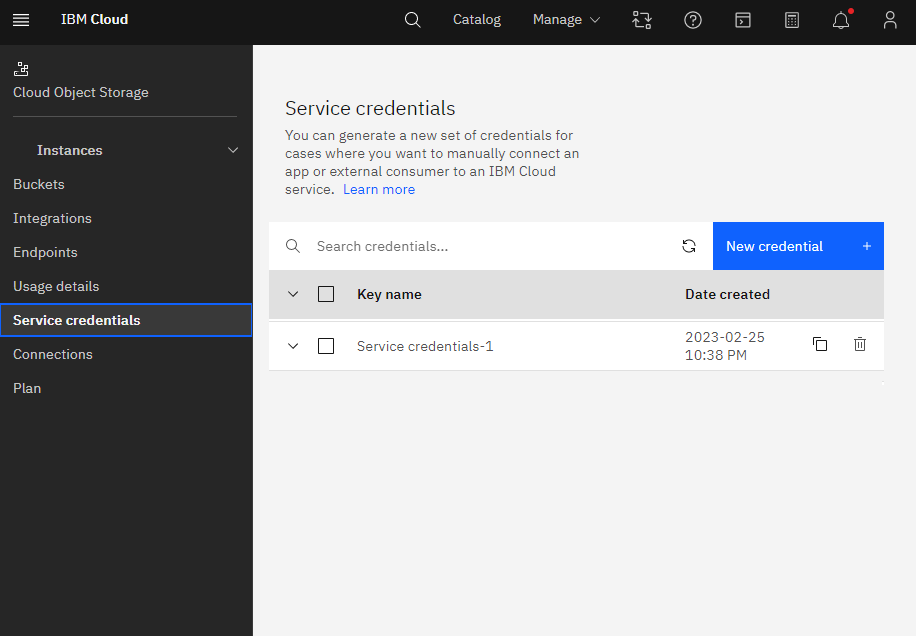 IBM Cloud
Catalog
Manage
Cloud Object Storage
Instances
Buckets
Integrations
Endpoints
Usage details
Service credentials
Connections
Plan
Service credentials
You can generate a new set of credentials for
cases where you want to manually connect an
app or external consumer to an IBM Cloud
service. Learn more
Search credentials...
New credential +
Key name
Date created
Service credentials-1
2023-02-25
10:38 PM